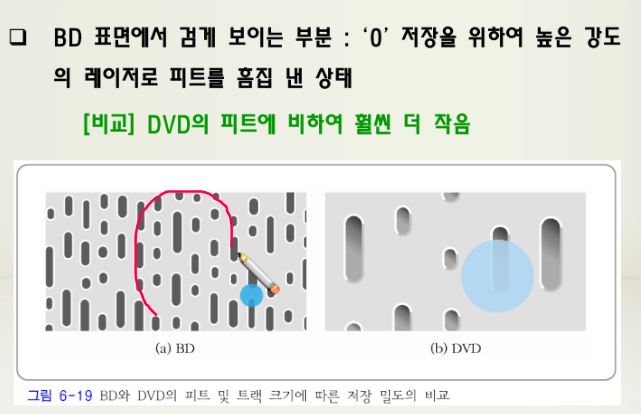 ❑ BD 표면에서 검게 보이는 부분 : ‘0’ 저장을 위하여 높은 강도
의 레이저로 피트를 흠집 낸 상태
[비교] DVD의 피트에 비하여 훨씬 더 작음
(a) BD
(b) DVD
그림 6-19 BD와 DVD의 피트 및 트랙 크기에 따른 저장 밀도의 비교